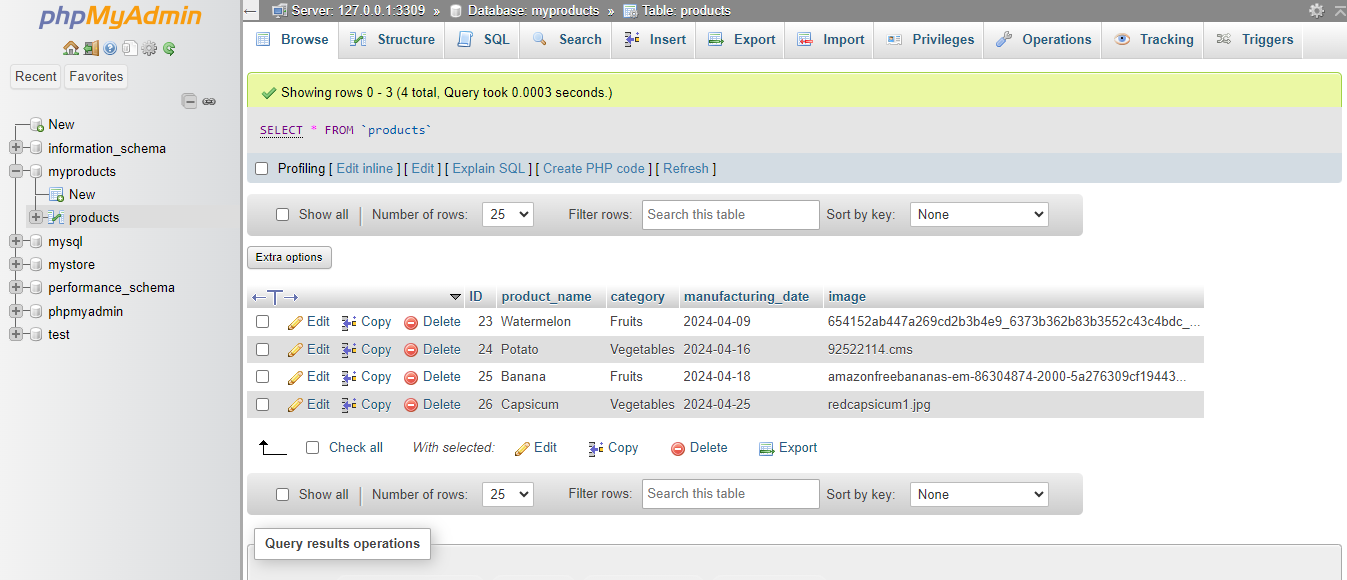 phpMyAdmin
Recent Favorites
New
information_schema
myproducts
New
products
mysql
mystore
performance_schema
phpmyadmin
test
Server: 127.0.0.1:3309 » Database: myproducts » Table: products
Browse Structure SQL Search Insert Export Import Privileges Operations Tracking Triggers
Showing rows 0 - 3 (4 total, Query took 0.0003 seconds.)
SELECT * FROM `products`
Profiling [ Edit inline ] [ Edit ] [ Explain SQL ] [ Create PHP code ] [ Refresh ]
Show all Number of rows: 25 Filter rows: Search this table Sort by key: None
Extra options
←T→ ID product_name category manufacturing_date image
Edit Copy Delete 23 Watermelon Fruits 2024-04-09 654152ab447a269cd2b3b4e9_6373b362b83b3552c43c4bdc_...
Edit Copy Delete 24 Potato Vegetables 2024-04-16 92522114.cms
Edit Copy Delete 25 Banana Fruits 2024-04-18 amazonfreebananas-em-86304874-2000-5a276309cf19443...
Edit Copy Delete 26 Capsicum Vegetables 2024-04-25 redcapsicum1.jpg
Check all With selected: Edit Copy Delete Export
Show all Number of rows: 25 Filter rows: Search this table Sort by key: None
Query results operations